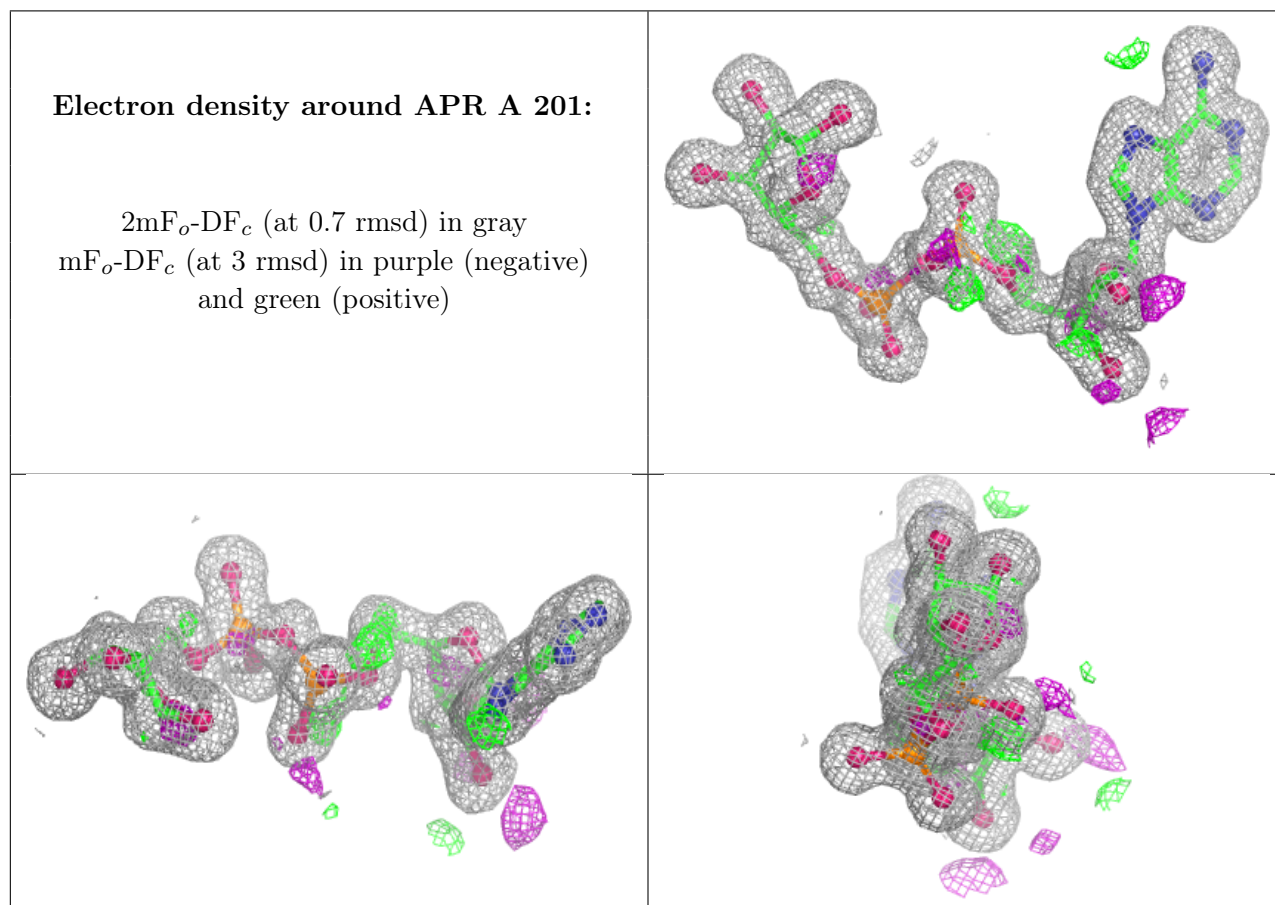 Electron density around APR A 201:
2mFo-DFc (at 0.7 rmsd) in gray
mFo-DFc (at 3 rmsd) in purple (negative)
and green (positive)